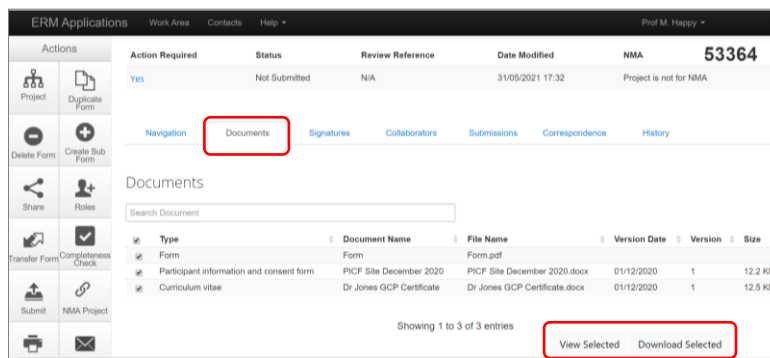 ERM Applications Work Area Contacts Help Prof M. Happy
Actions
Action Required Status Review Reference Date Modified NMA 53364
Yes Not Submitted N/A 31/05/2021 17:32 Project is not for NMA
Project Duplicate Form
Navigation Documents Signatures Collaborators Submissions Correspondence History
Delete Form Create Sub Form
Documents
Share Roles
Search Document
Type Document Name File Name Version Date Version Size
Form Form Form.pdf
Transfer Form Completeness Check
Participant information and consent form PICF Site December 2020 PICF Site December 2020.docx 01/12/2020 1 12.2
Curriculum vitae Dr Jones GCP Certificate Dr Jones GCP Certificate.docx 01/12/2020 1 12.5
Submit NMA Project
Showing 1 to 3 of 3 entries
View Selected Download Selected